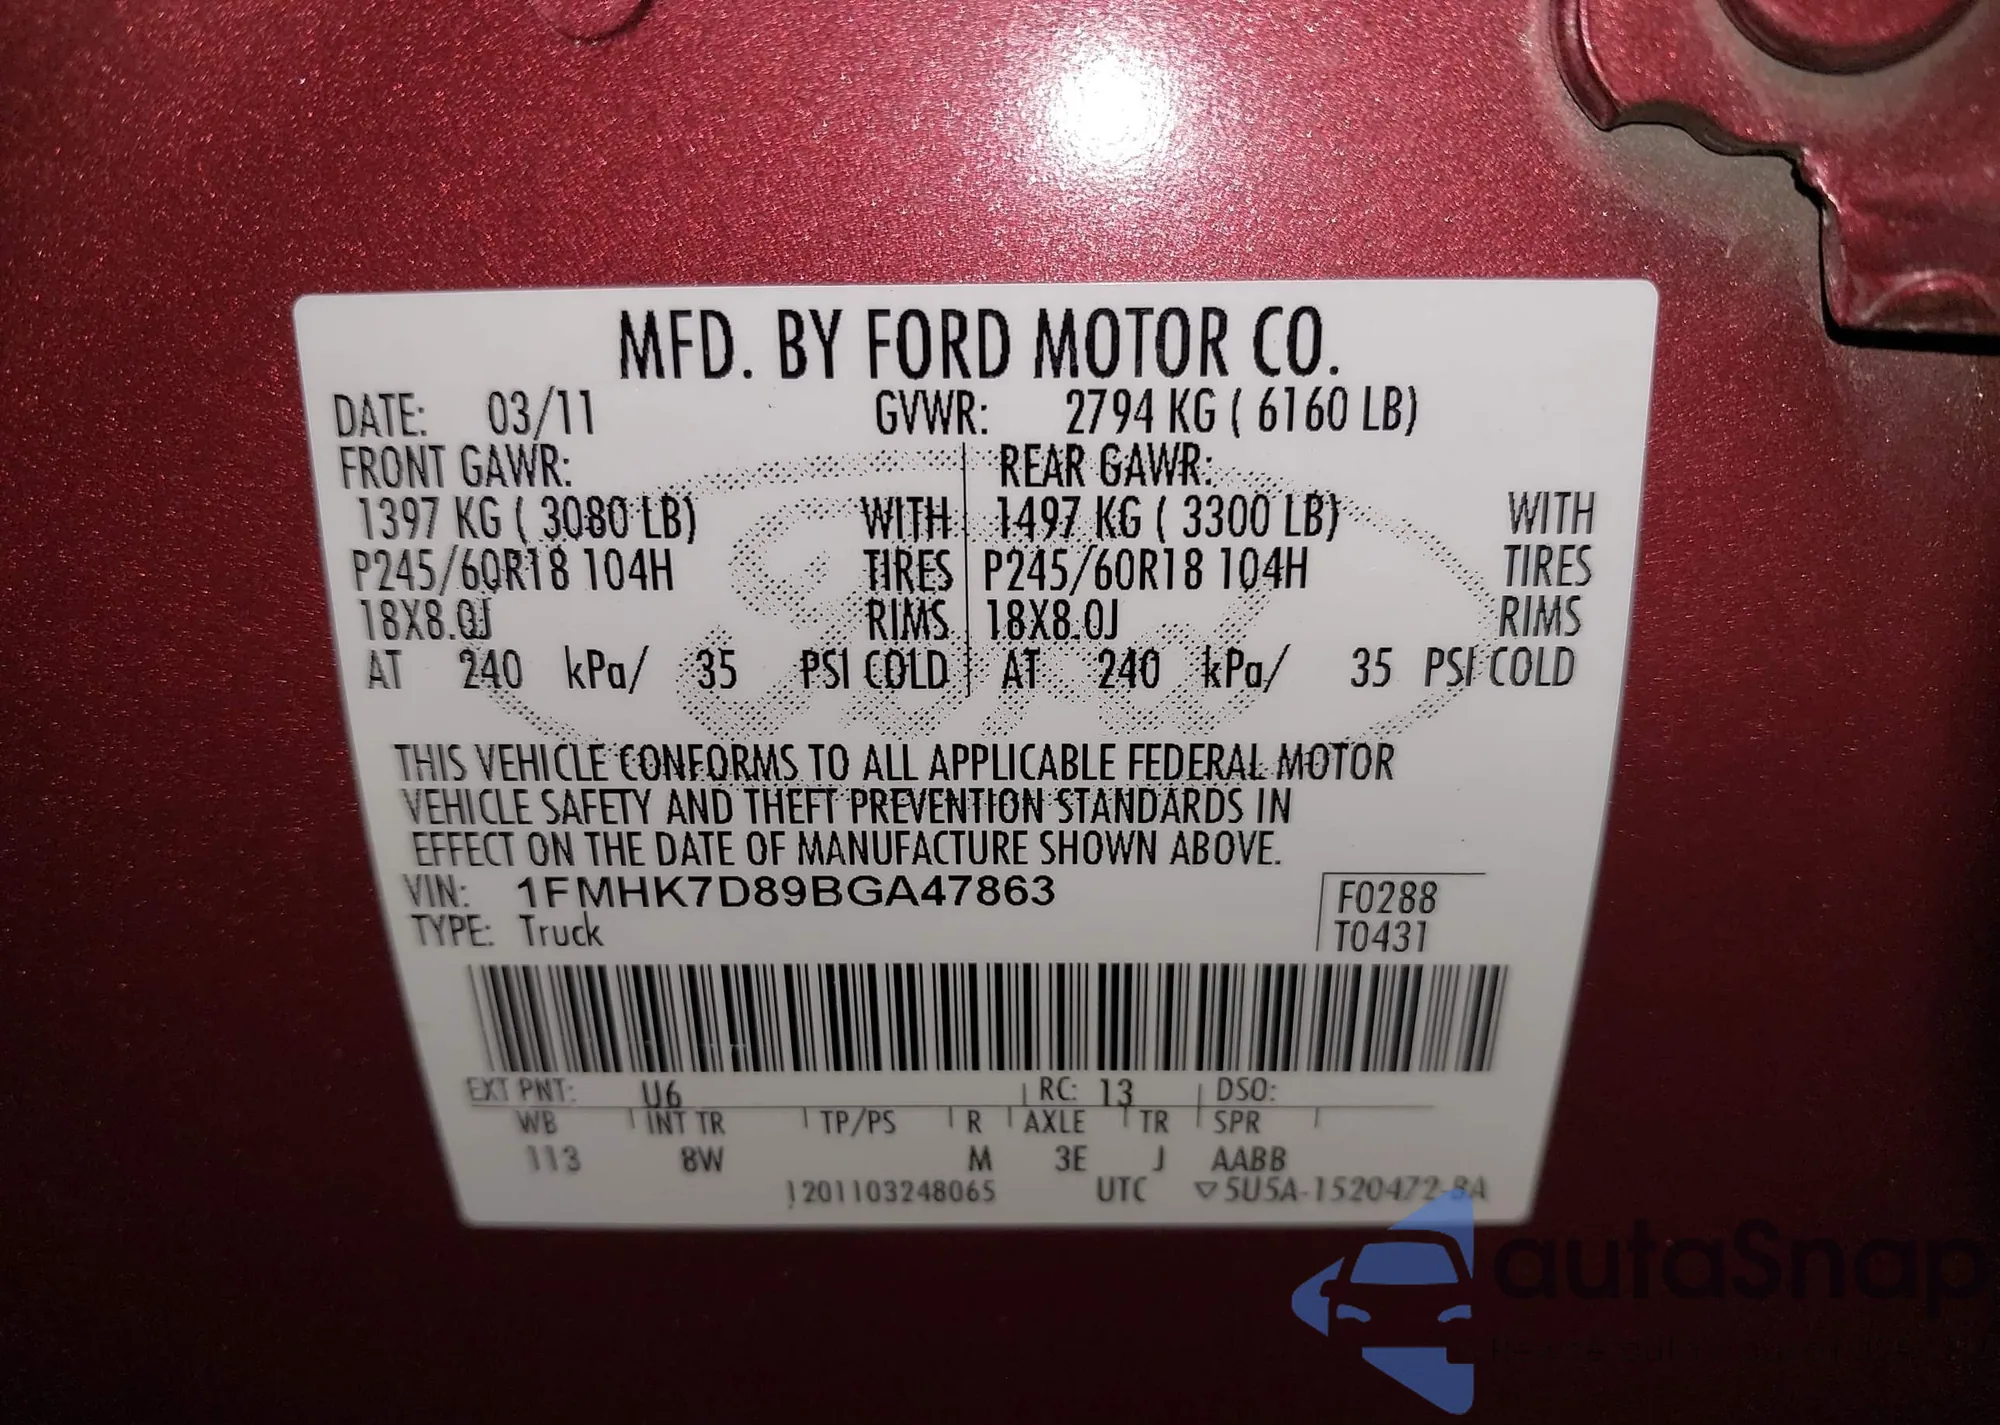 MFD. BY FORD MOTOR CO.
DATE: 03/11 GVWR: 2794 KG ( 6160 LB)
FRONT GAWR: REAR GAWR:
1397 KG ( 3080 LB) WITH 1497 KG ( 3300 LB) WITH
P245/60R18 104H TIRES P245/60R18 104H TIRES
18X8.0J RIMS 18X8.0J RIMS
AT 240 kPa/ 35 PSI COLD AT 240 kPa/ 35 PSI COLD
THIS VEHICLE CONFORMS TO ALL APPLICABLE FEDERAL MOTOR
VEHICLE SAFETY AND THEFT PREVENTION STANDARDS IN
EFFECT ON THE DATE OF MANUFACTURE SHOWN ABOVE.
VIN: 1FMHK7D89BGA47863 F0288
TYPE: Truck T0431
EXT PNT: U6 RC: 13 DSO:
WB INT TR TP/PS R AXLE TR SPR
113 8W M 3E J AABB
1201103248065 UTC ▽5U5A-1520472-BA
autoSnap